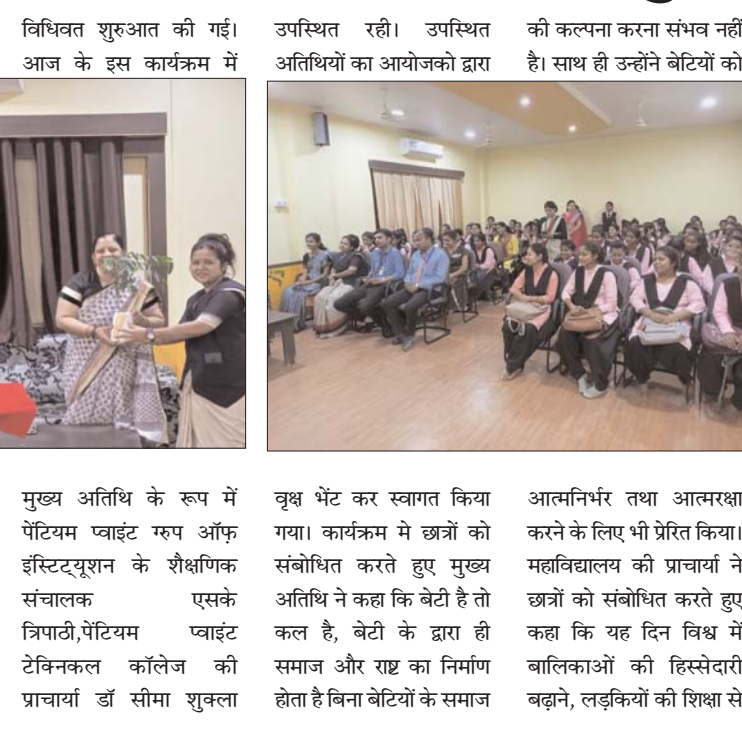 विधिवत शुरुआत की गई।
आज के इस कार्यक्रम में
मुख्य अतिथि के रूप में
पेंटियम प्वाइंट ग्रुप ऑफ़
इंस्टिट्यूशन के शैक्षणिक
संचालक एसके
त्रिपाठी,पेंटियम प्वाइंट
टेक्निकल कॉलेज की
प्राचार्या डॉ सीमा शुक्ला
उपस्थित रही। उपस्थित
अतिथियों का आयोजको द्वारा
वृक्ष भेंट कर स्वागत किया
गया। कार्यक्रम मे छात्रों को
संबोधित करते हुए मुख्य
अतिथि ने कहा कि बेटी है तो
कल है, बेटी के द्वारा ही
समाज और राष्ट्र का निर्माण
होता है बिना बेटियों के समाज
की कल्पना करना संभव नहीं
है। साथ ही उन्होंने बेटियों को
आत्मनिर्भर तथा आत्मरक्षा
करने के लिए भी प्रेरित किया।
महाविद्यालय की प्राचार्या ने
छात्रों को संबोधित करते हुए
कहा कि यह दिन विश्व में
बालिकाओं की हिस्सेदारी
बढ़ाने, लड़कियों की शिक्षा से